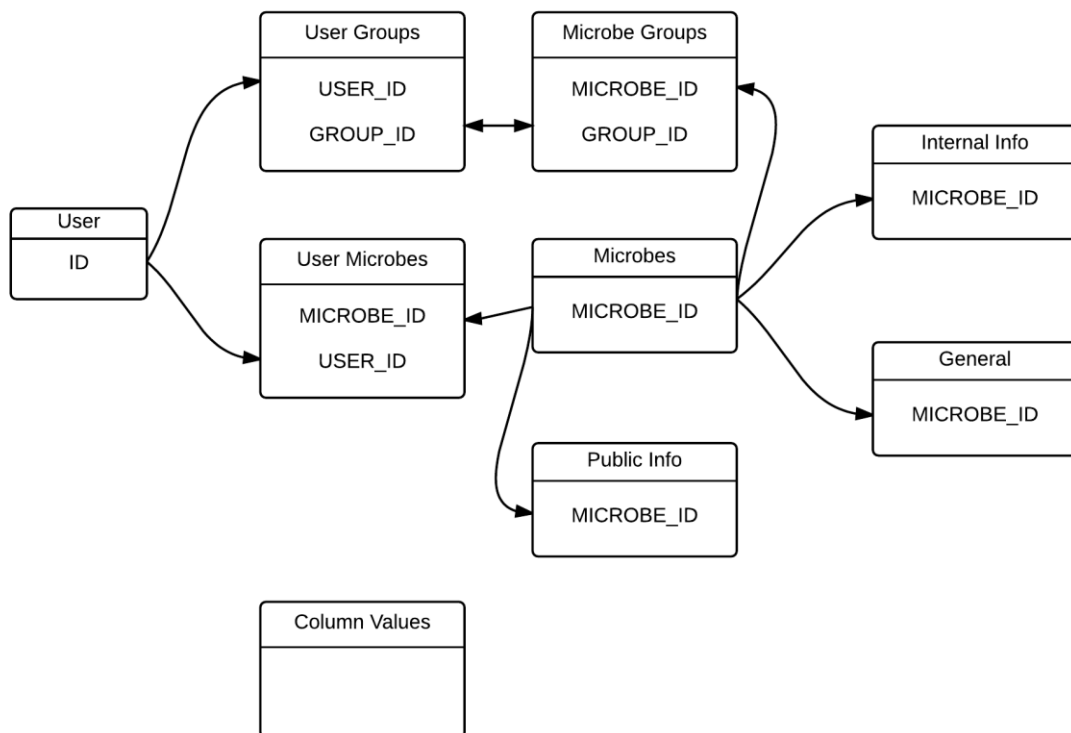 User Groups
USER_ID
GROUP_ID
Microbe Groups
MICROBE_ID
GROUP_ID
Internal Info
MICROBE_ID
User
ID
User Microbes
MICROBE_ID
USER_ID
Microbes
MICROBE_ID
General
MICROBE_ID
Public Info
MICROBE_ID
Column Values